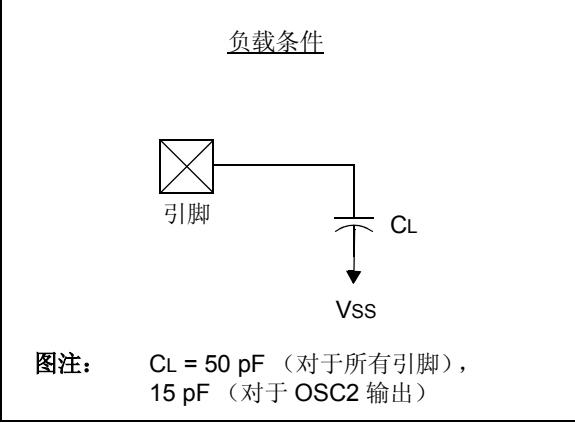 负载条件
引脚
CL
VSS
图注： CL = 50 pF （对于所有引脚），
15 pF （对于 OSC2 输出）